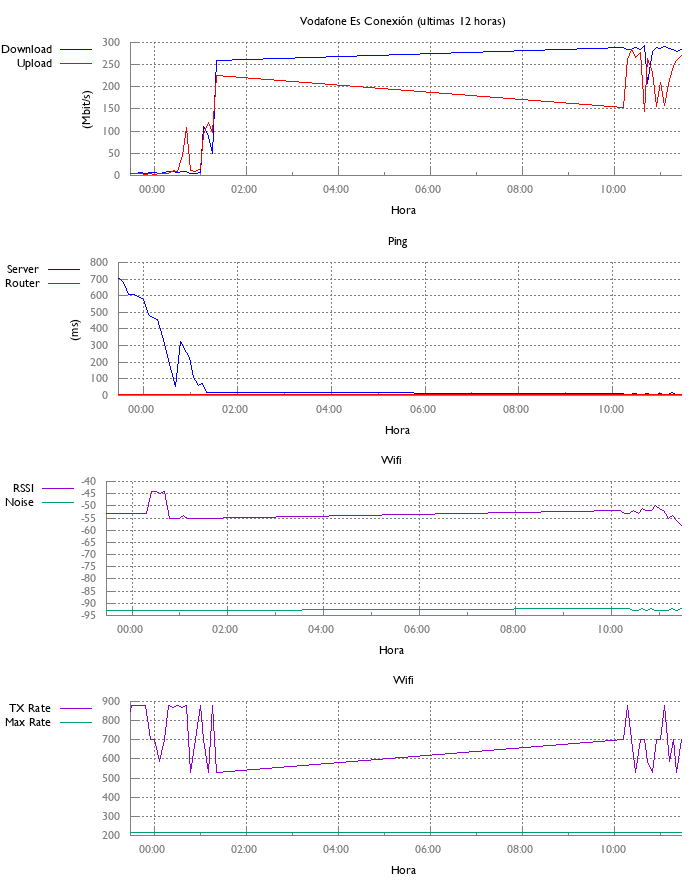 Vodafone Es Conexión (ultimas 12 horas)
Download
Upload
(Mbit/s)
300
250
200
150
100
50
0
00:00 02:00 04:00 06:00 08:00 10:00
Hora
Ping
Server
Router
(ms)
800
700
600
500
400
300
200
100
0
00:00 02:00 04:00 06:00 08:00 10:00
Hora
Wifi
RSSI
Noise
-40
-45
-50
-55
-60
-65
-70
-75
-80
-85
-90
-95
00:00 02:00 04:00 06:00 08:00 10:00
Hora
Wifi
TX Rate
Max Rate
900
800
700
600
500
400
300
200
00:00 02:00 04:00 06:00 08:00 10:00
Hora